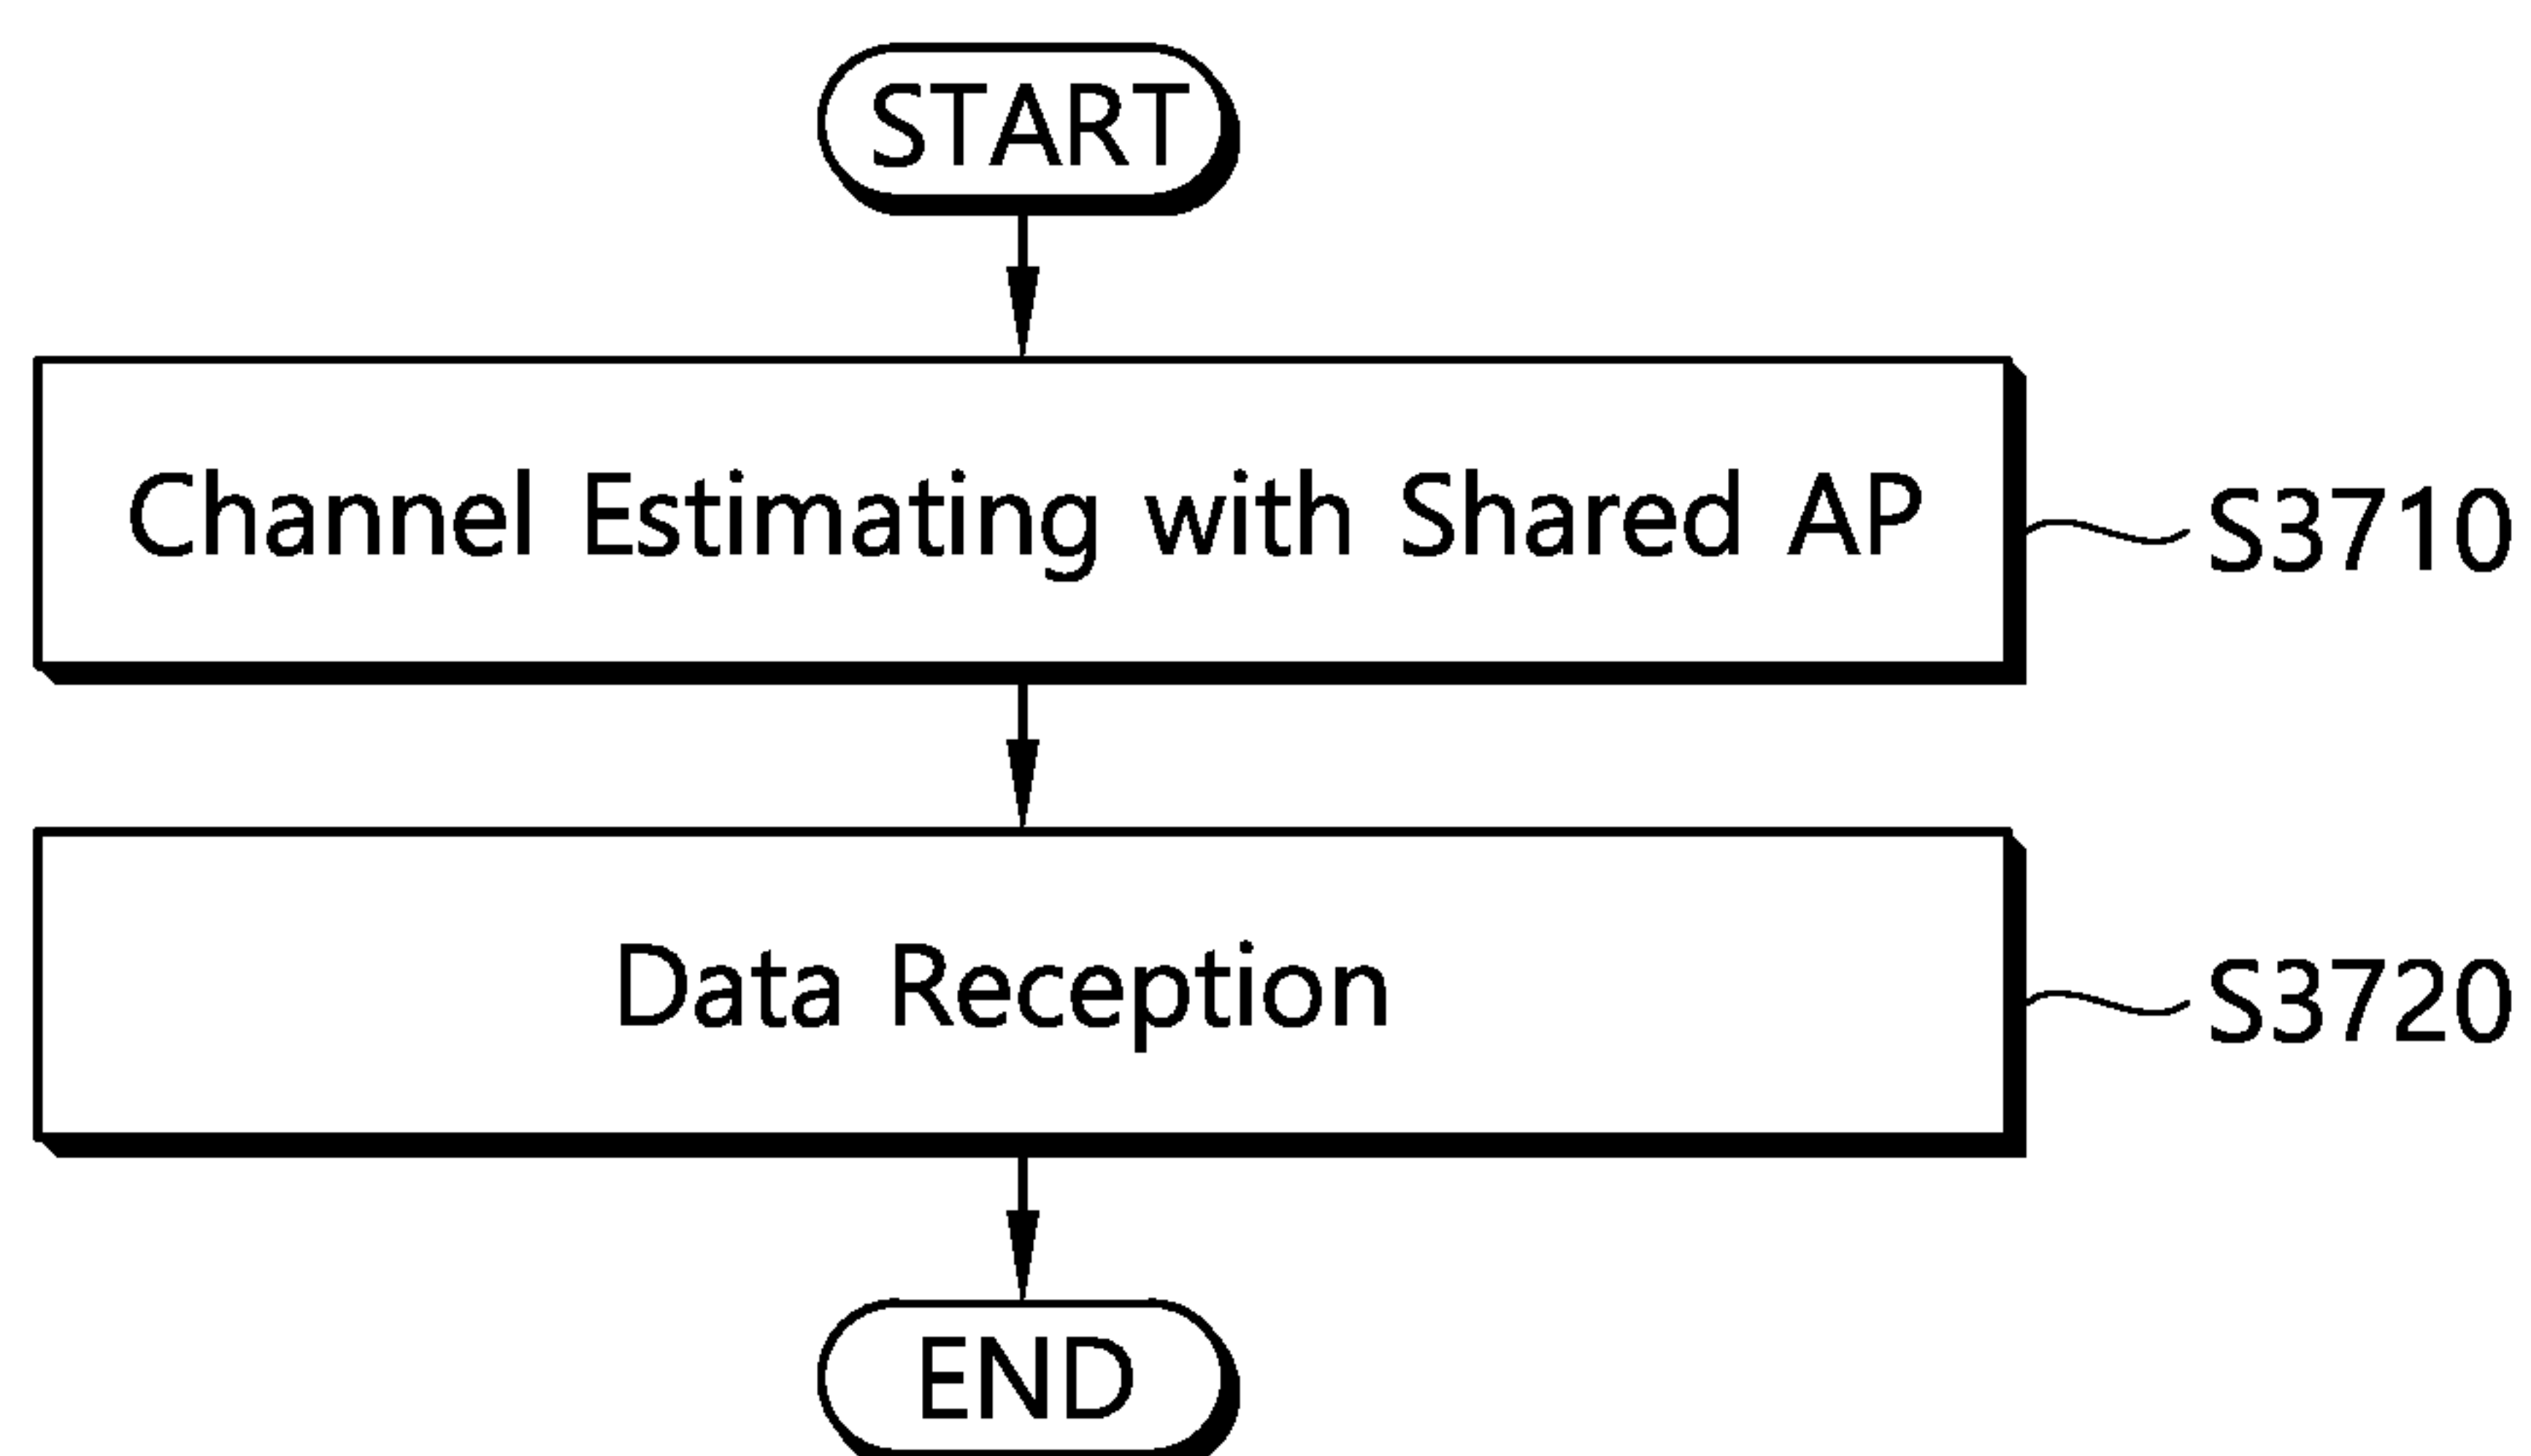 START
Channel Estimating with Shared AP
S3710
Data Reception
S3720
END